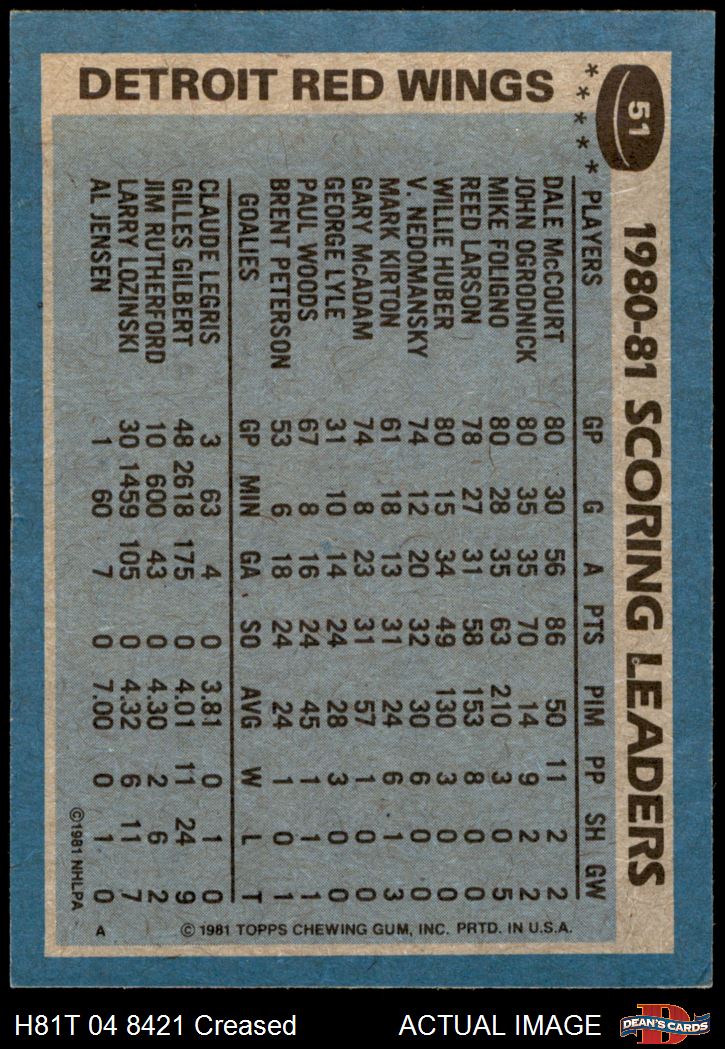 51
1980-81 SCORING LEADERS
DETROIT RED WINGS
PLAYERS GP G A PTS PIM PP SH GW
DALE McCOURT 80 30 56 86 50 11 2 2
JOHN OGRODNICK 80 35 35 70 14 9 2 2
MIKE FOLIGNO 80 28 35 63 210 3 0 5
REED LARSON 78 27 31 58 153 8 0 0
WILLIE HUBER 80 15 34 49 130 3 0 0
V. NEDOMANSKY 74 12 20 32 30 6 0 0
MARK KIRTON 61 18 13 31 24 6 1 3
GARY McADAM 74 8 23 31 57 1 0 0
GEORGE LYLE 31 10 14 24 28 3 0 0
PAUL WOODS 67 8 16 24 45 1 1 1
BRENT PETERSON 53 6 18 24 24 1 0 1
GOALIES GP MIN GA SO AVG W L T
CLAUDE LEGRIS 3 63 4 0 3.81 0 1 0
GILLES GILBERT 48 2618 175 0 4.01 11 24 9
JIM RUTHERFORD 10 600 43 0 4.30 2 6 2
LARRY LOZINSKI 30 1459 105 0 4.32 6 11 7
AL JENSEN 1 60 7 0 7.00 0 1 0
© 1981 TOPPS CHEWING GUM, INC. PRTD. IN U.S.A.
A
© 1981 NHLPA
H81T 04 8421 Creased ACTUAL IMAGE
DEAN'S CARDS